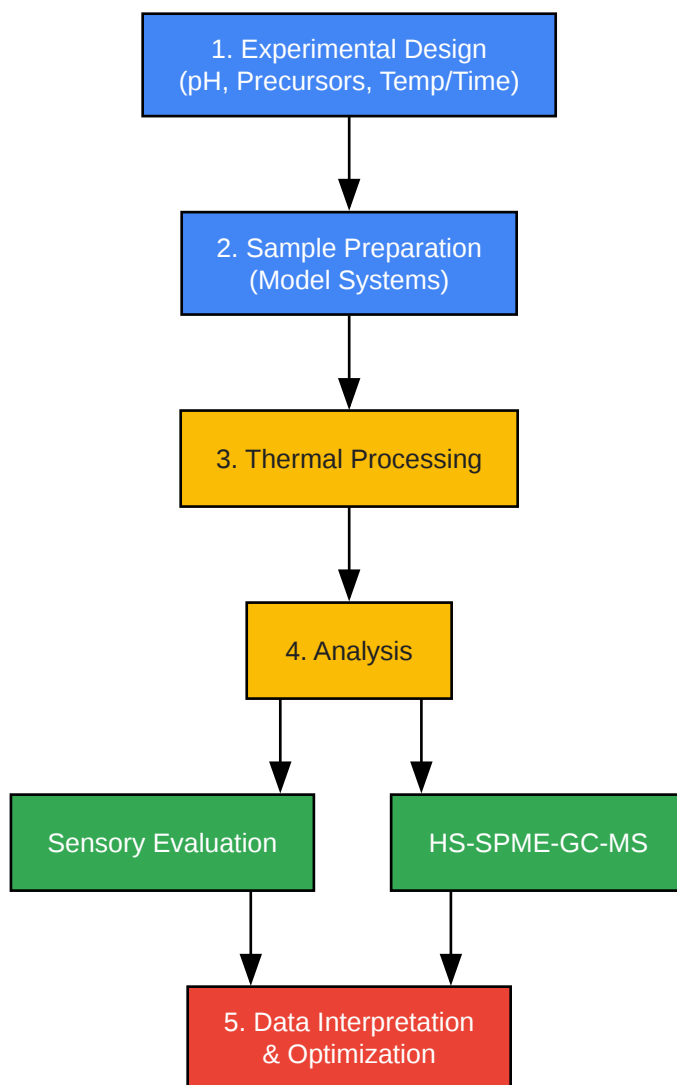 1. Experimental Design
(pH, Precursors, Temp/Time)
2. Sample Preparation
(Model Systems)
3. Thermal Processing
4. Analysis
Sensory Evaluation
HS-SPME-GC-MS
5. Data Interpretation
& Optimization